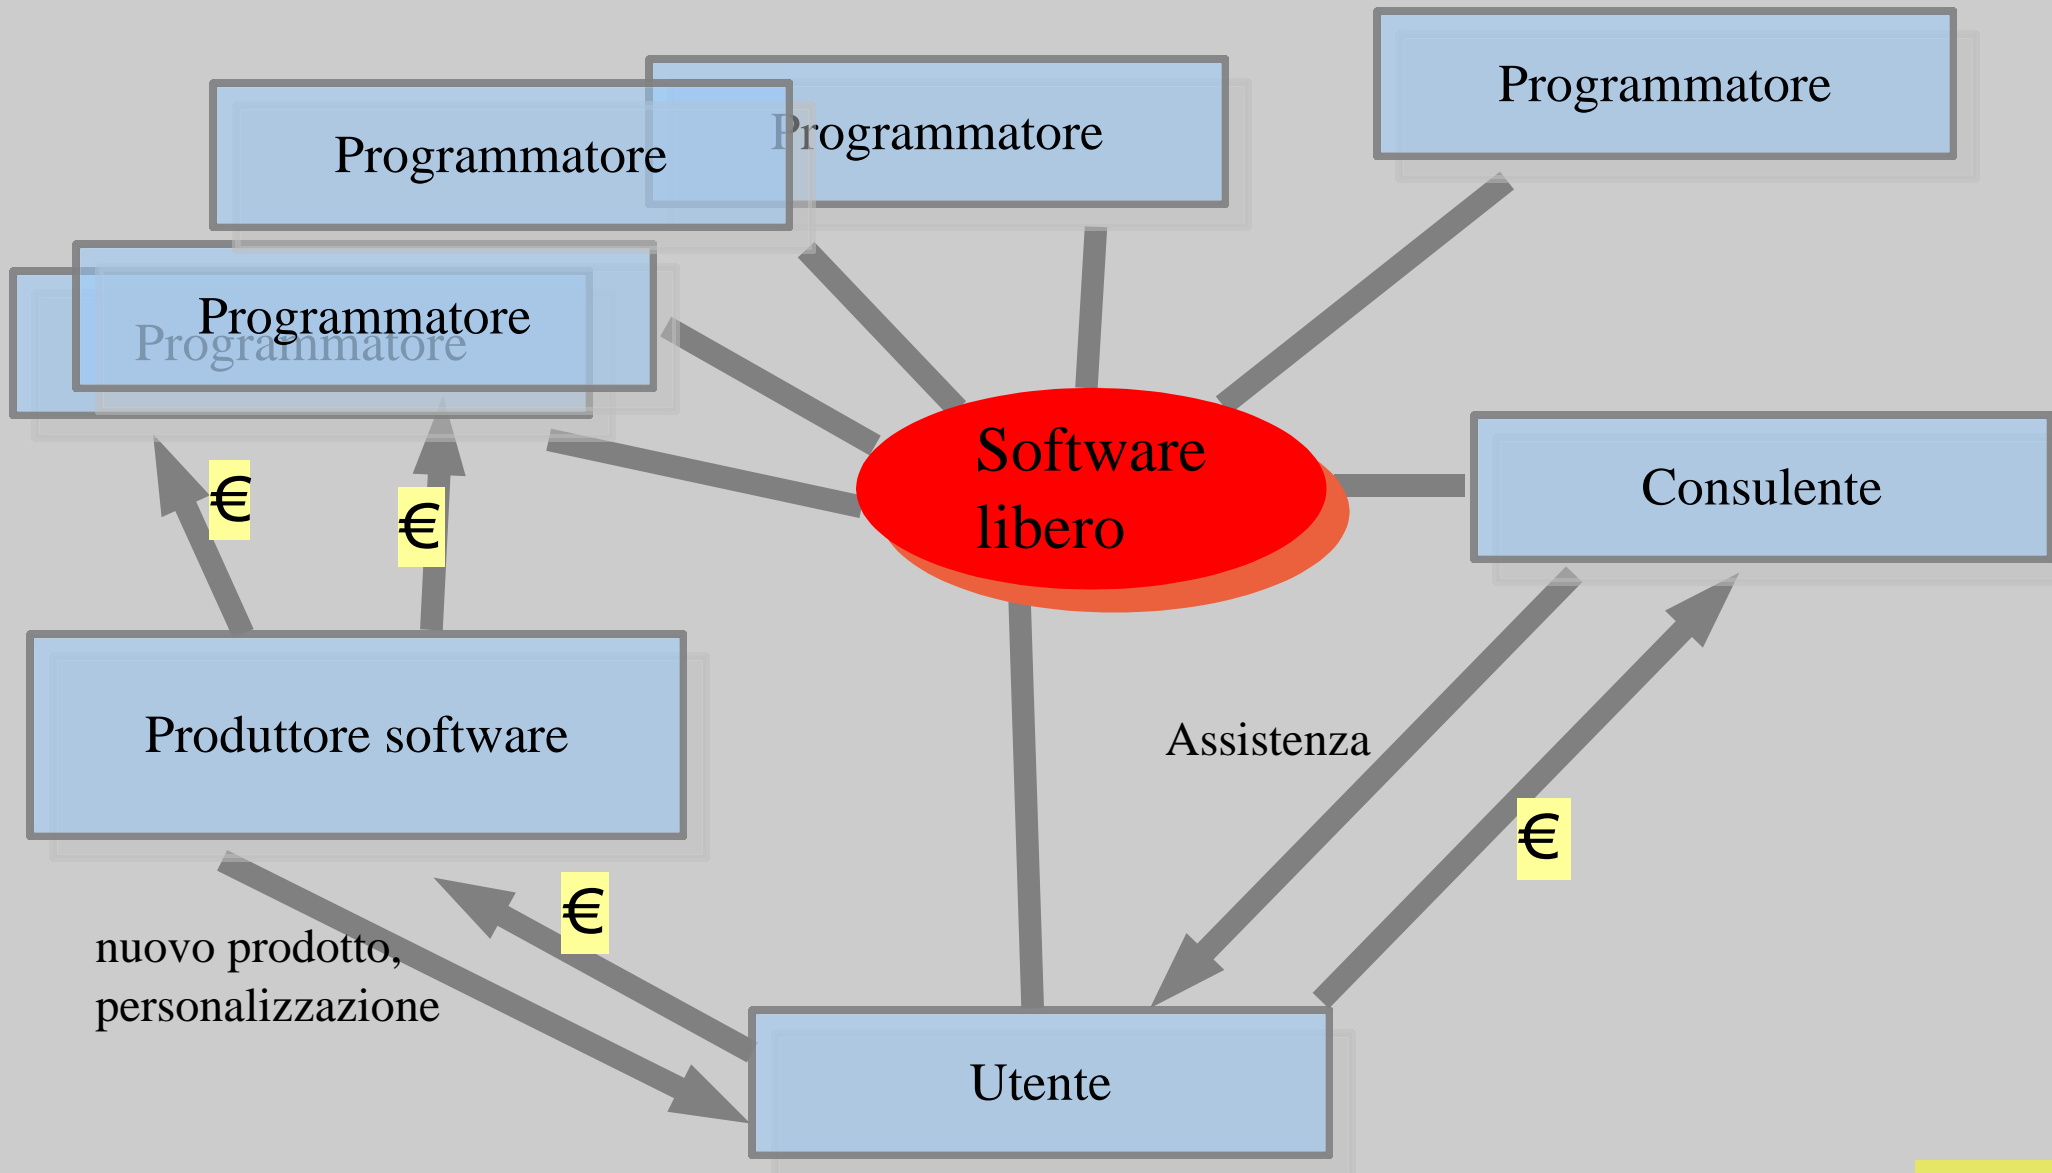 Programmatore
Programmatore
Programmatore
Programmatore
Programmatore
Software
libero
Consulente
€
€
Produttore software
Assistenza
€
€
nuovo prodotto,
personalizzazione
Utente